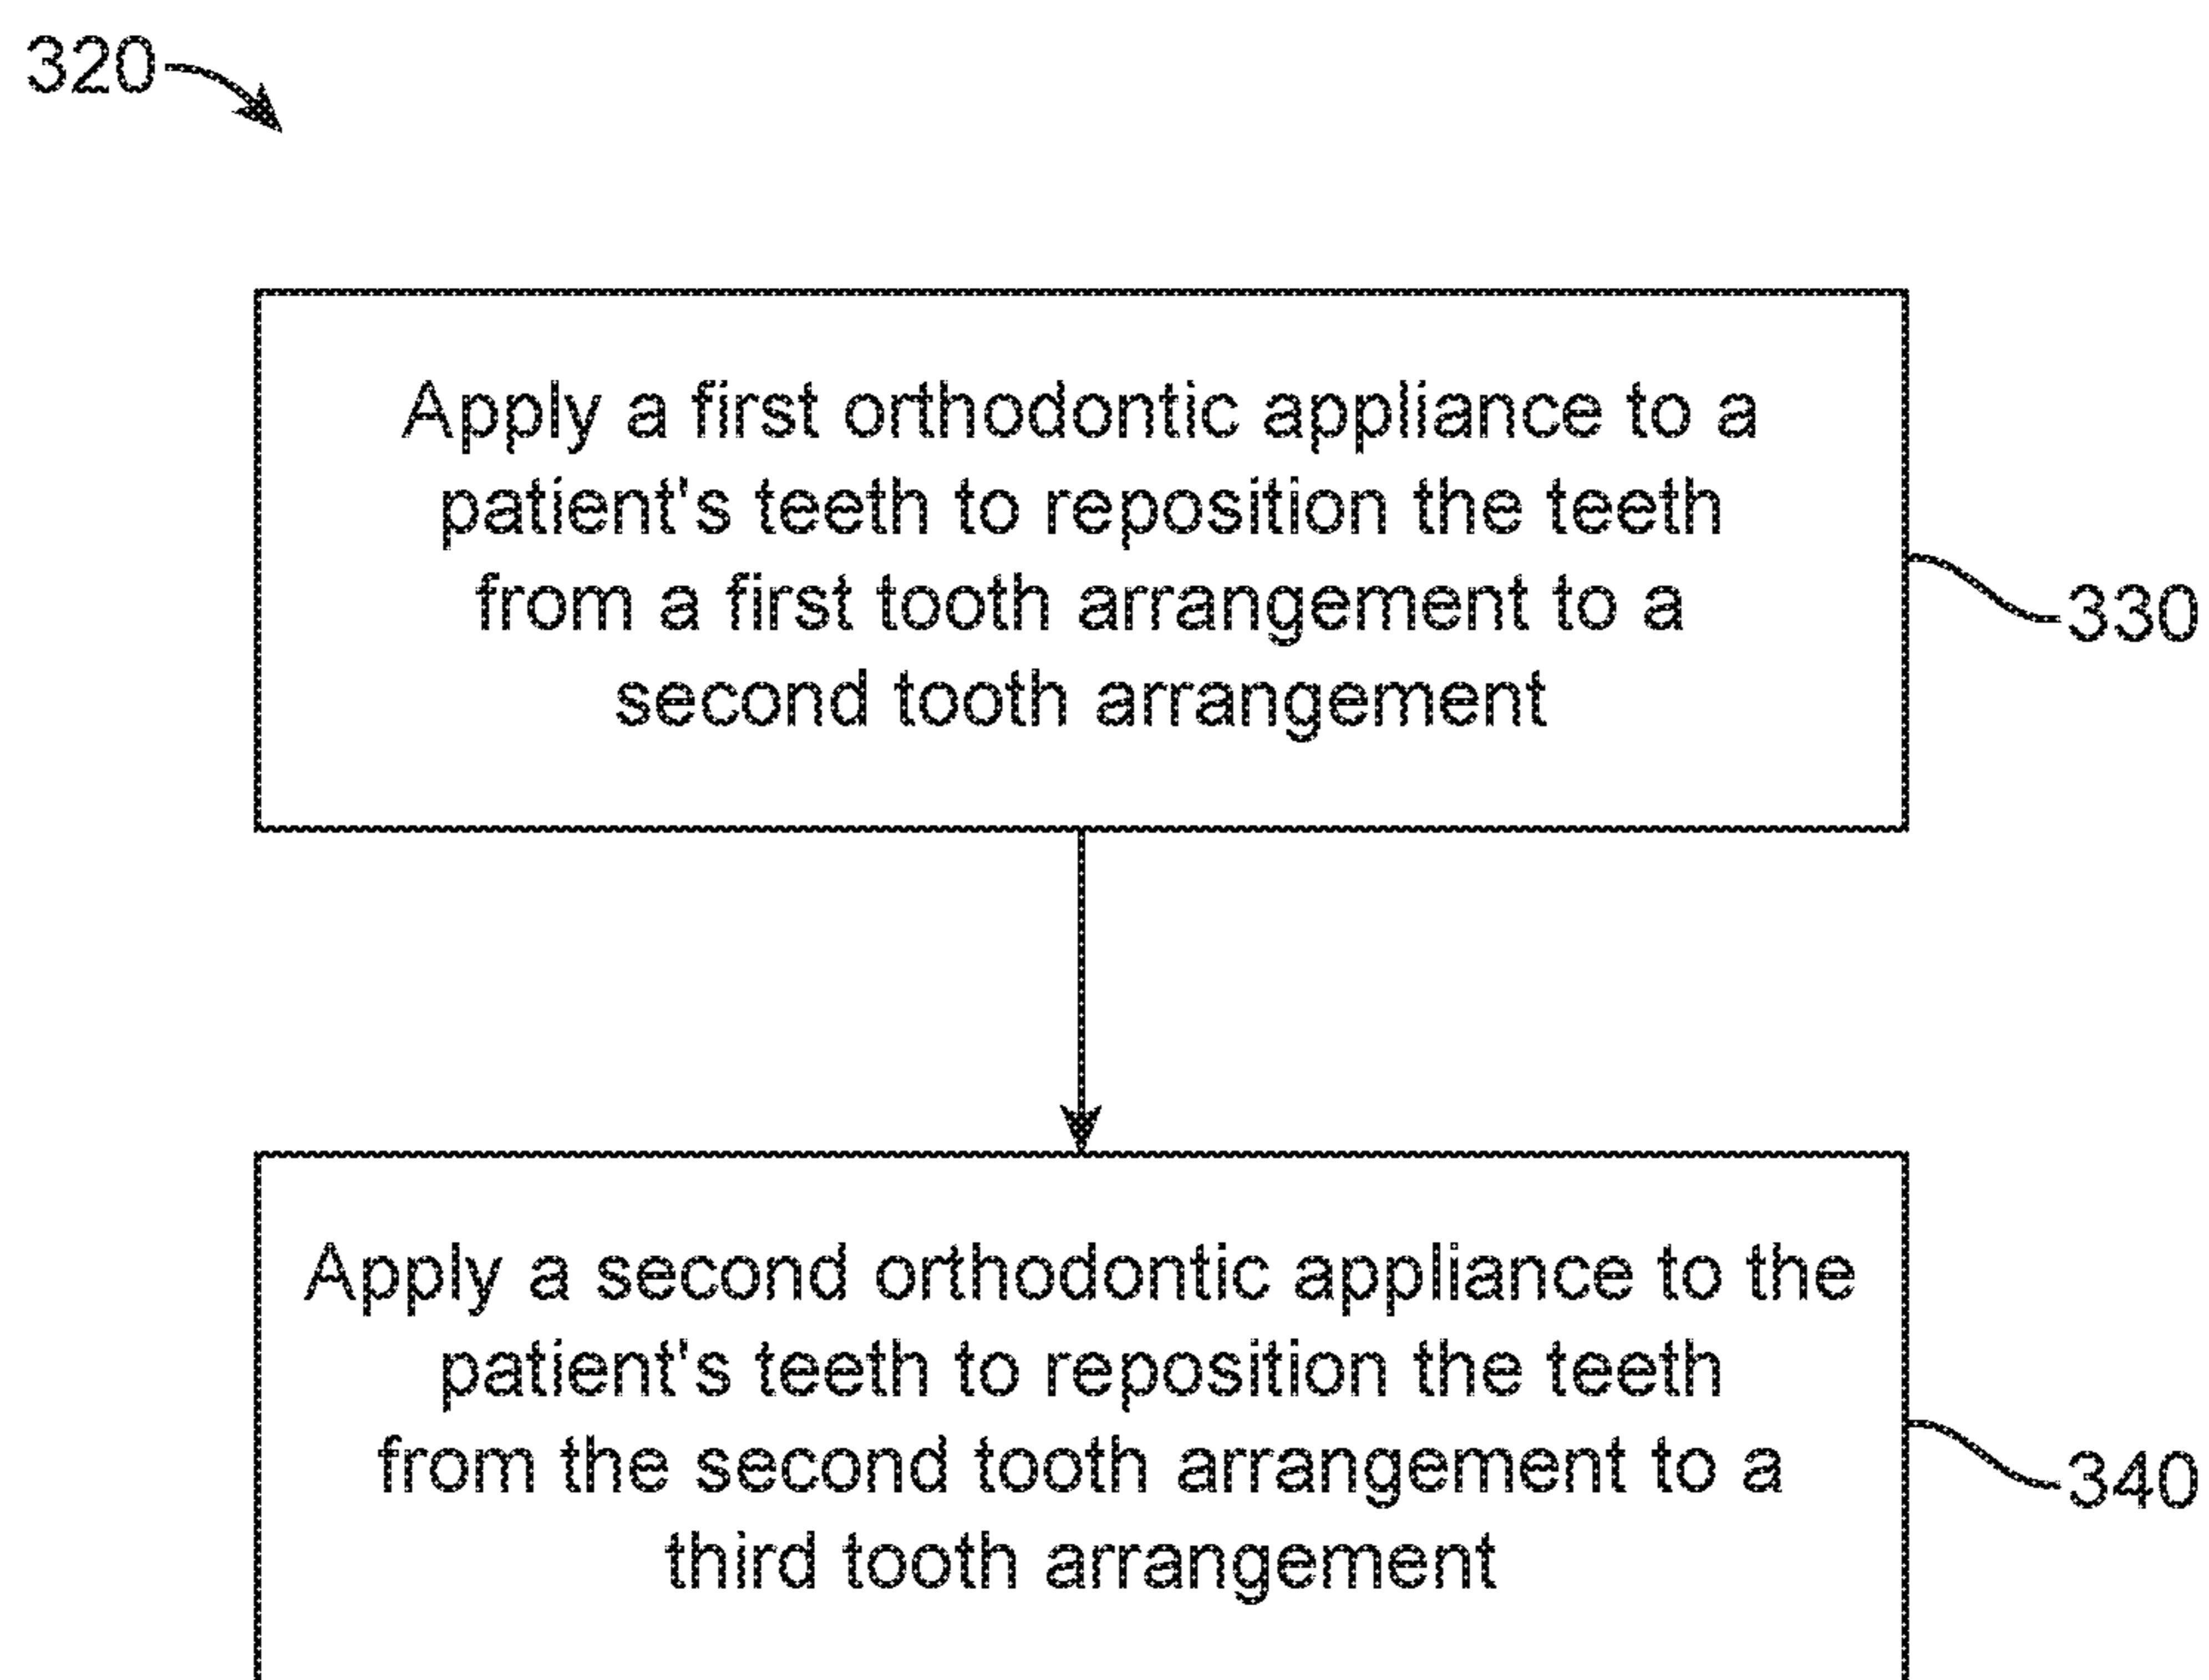 320
Apply a first orthodontic appliance to a
patient's teeth to reposition the teeth
from a first tooth arrangement to a
second tooth arrangement
330
Apply a second orthodontic appliance to the
patient's teeth to reposition the teeth
from the second tooth arrangement to a
third tooth arrangement
340